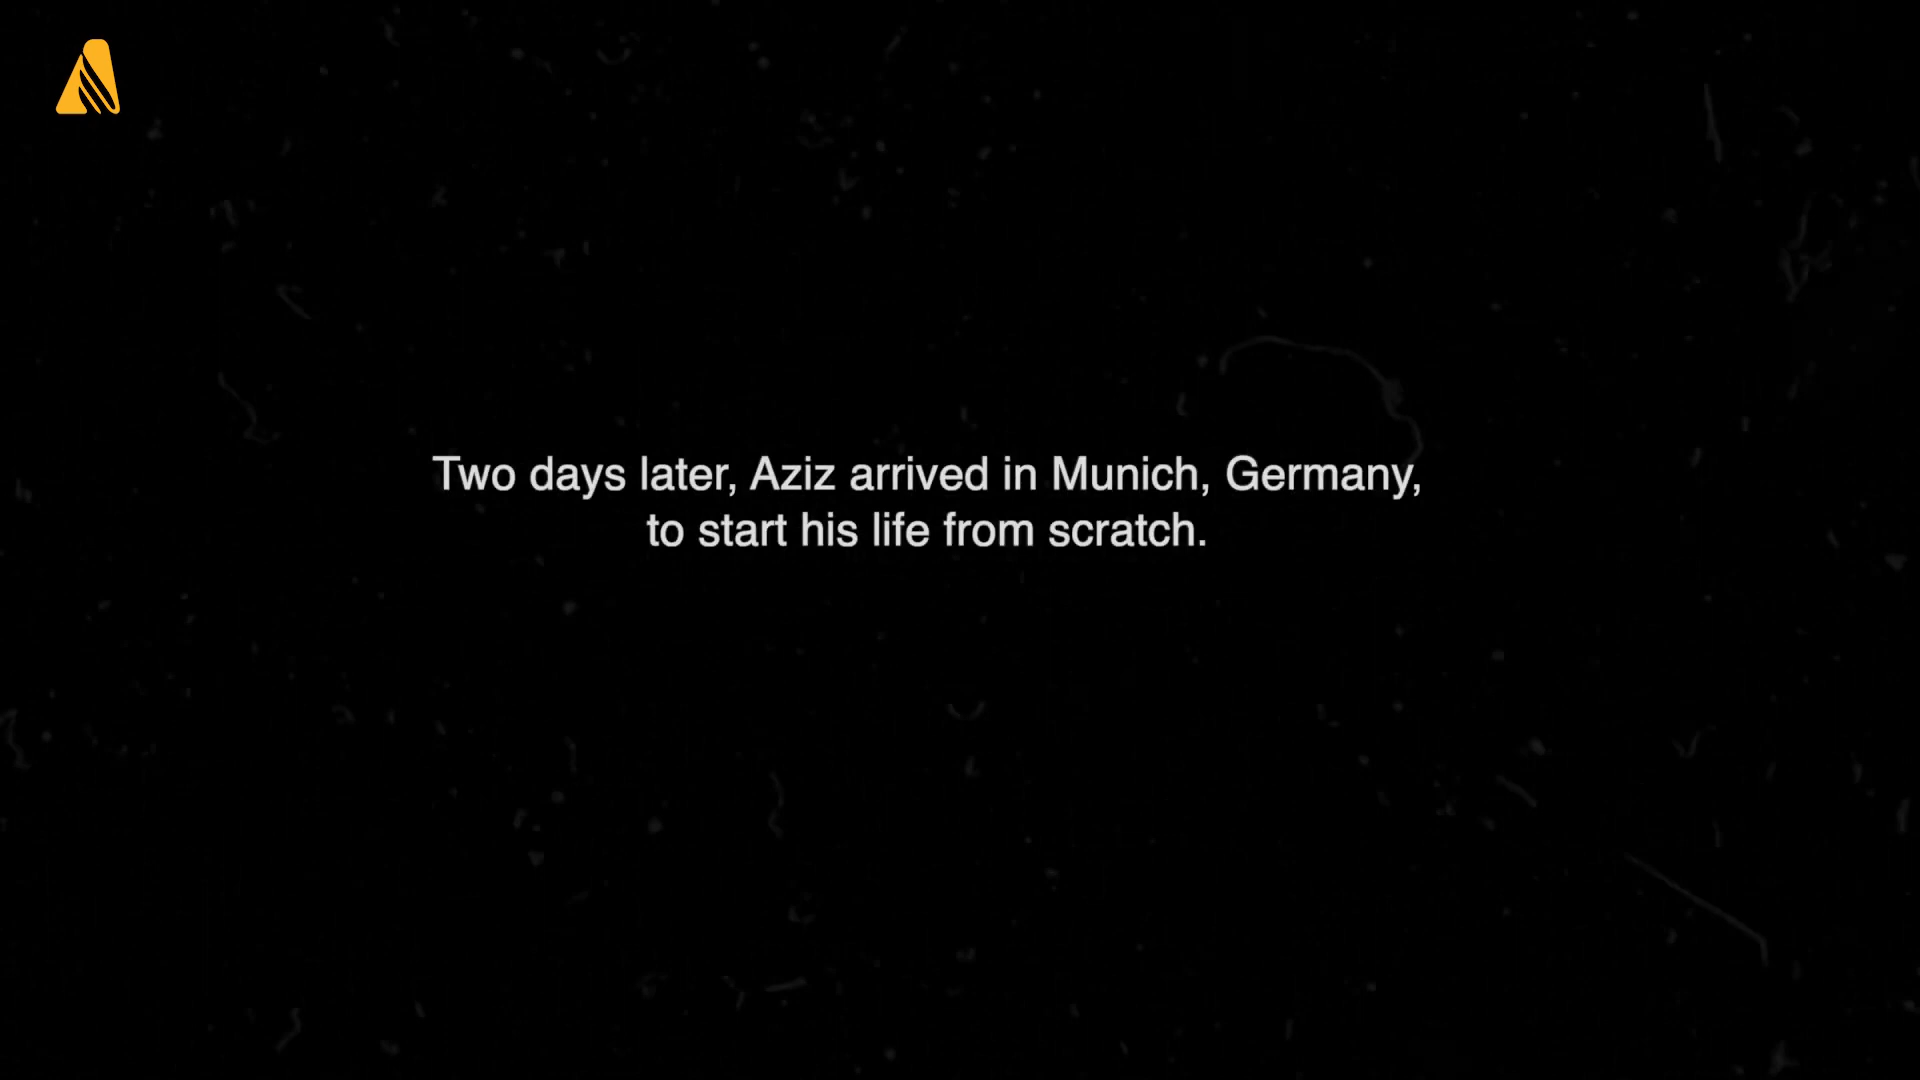 Two days later, Aziz arrived in Munich, Germany,
to start his life from scratch.